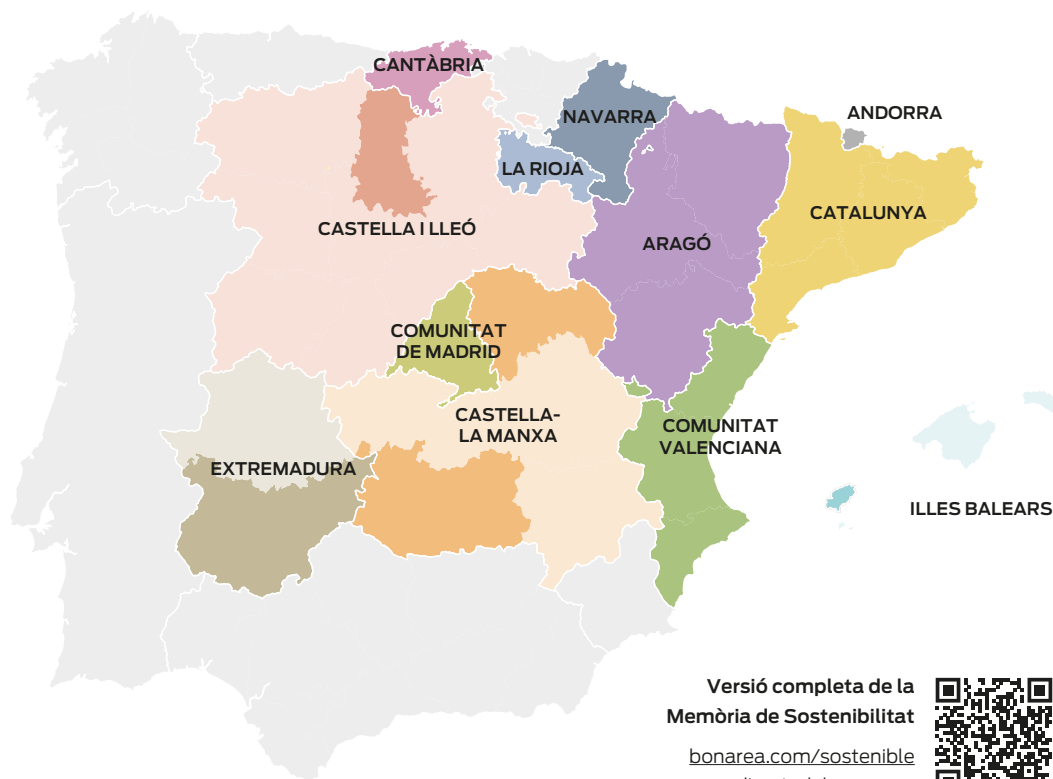 CANTÀBRIA
NAVARRA
ANDORRA
LA RIOJA
CATALUNYA
CASTELLA I LLEÓ
ARAGÓ
COMUNITAT
DE MADRID
CASTELLA-
LA MANXA
COMUNITAT
VALENCIANA
EXTREMADURA
ILLES BALEARS
Versió completa de la
Memòria de Sostenibilitat
bonarea.com/sostenible